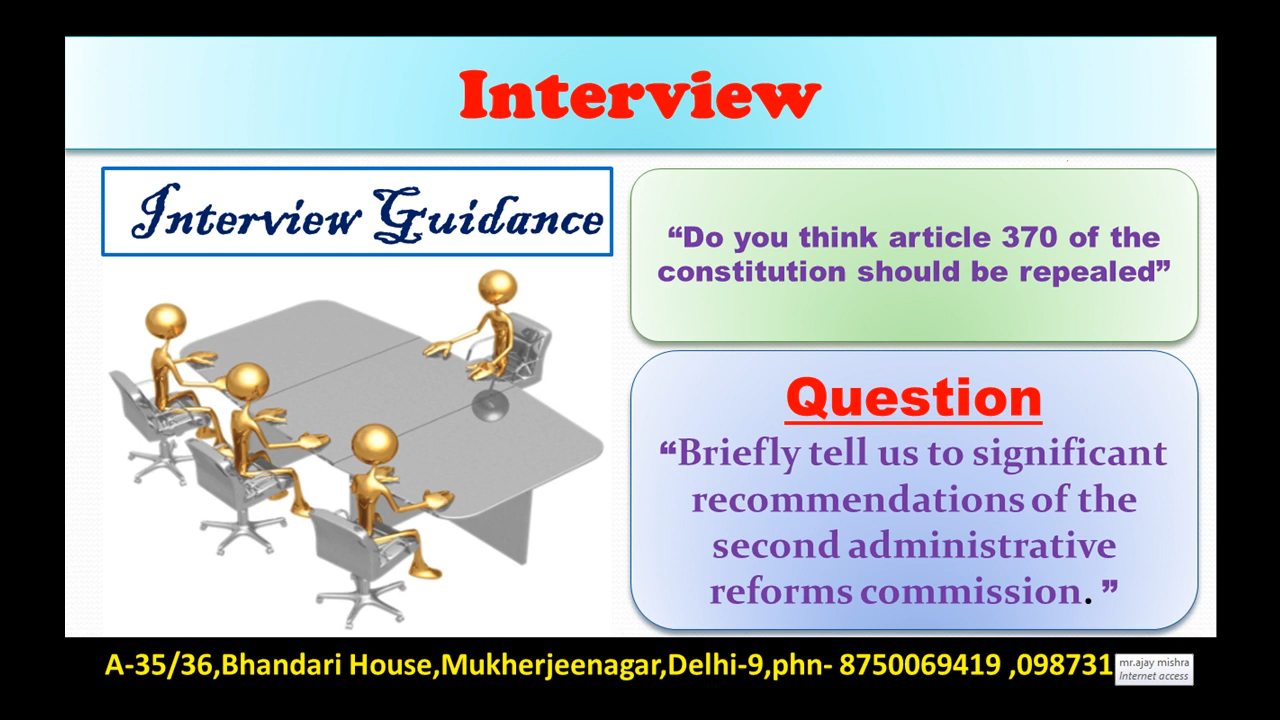 Interview
Interview Guidance
“Do you think article 370 of the
constitution should be repealed”
Question
“Briefly tell us to significant
recommendations of the
second administrative
reforms commission. ”
A-35/36,Bhandari House,Mukherjeenagar,Delhi-9,phn- 8750069419 ,098731
mr.ajay mishra
Internet access